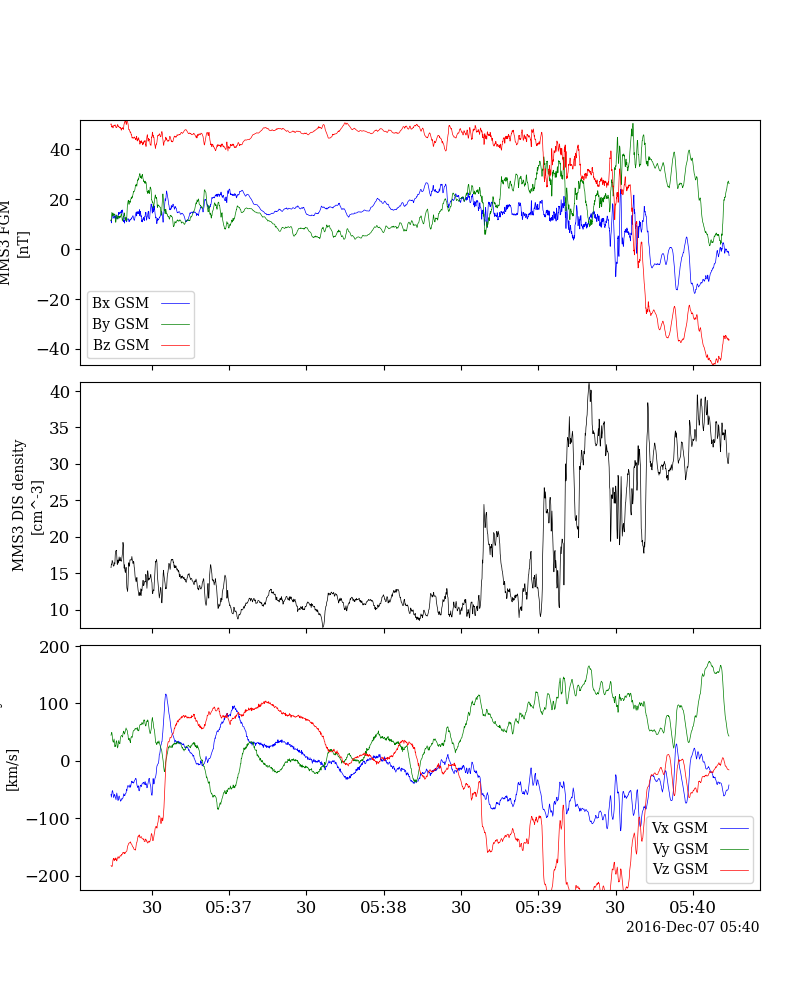 40
20
0
−20
−40
MMS3 FGM
[nT]
Bx GSM
By GSM
Bz GSM
40
35
30
25
20
15
10
MMS3 DIS density
[cm^-3]
200
100
0
−100
−200
[km/s]
Vx GSM
Vy GSM
Vz GSM
30 05:37 30 05:38 30 05:39 30 05:40
2016-Dec-07 05:40